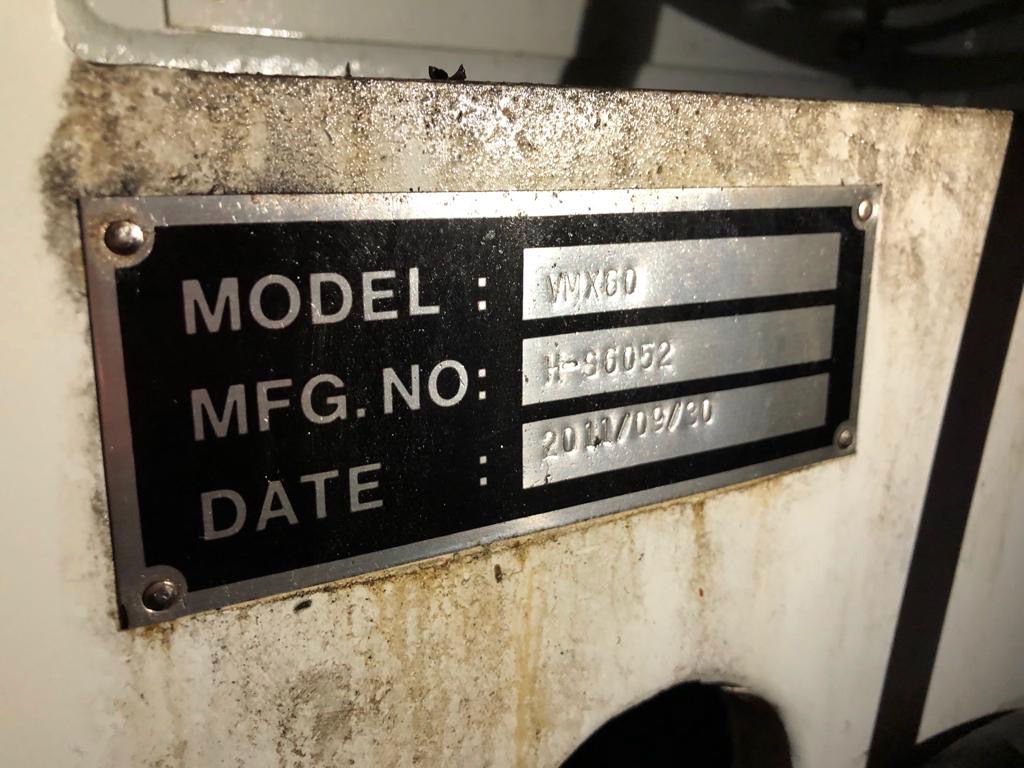 MODEL : VMX60
MFG. NO: H-S6052
DATE : 2011/09/30